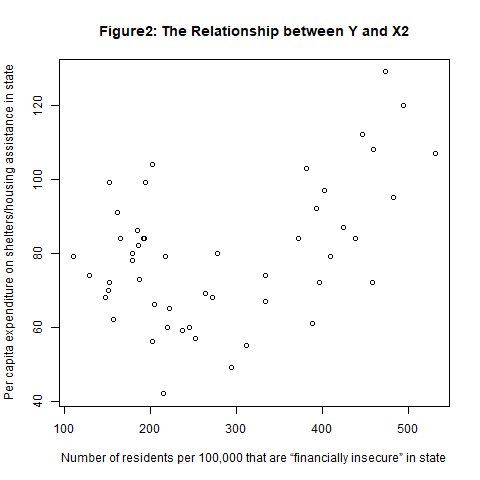 Figure2: The Relationship between Y and X2
Per capita expenditure on shelters/housing assistance in state
120
100
80
60
40
100 200 300 400 500
Number of residents per 100,000 that are “financially insecure” in state